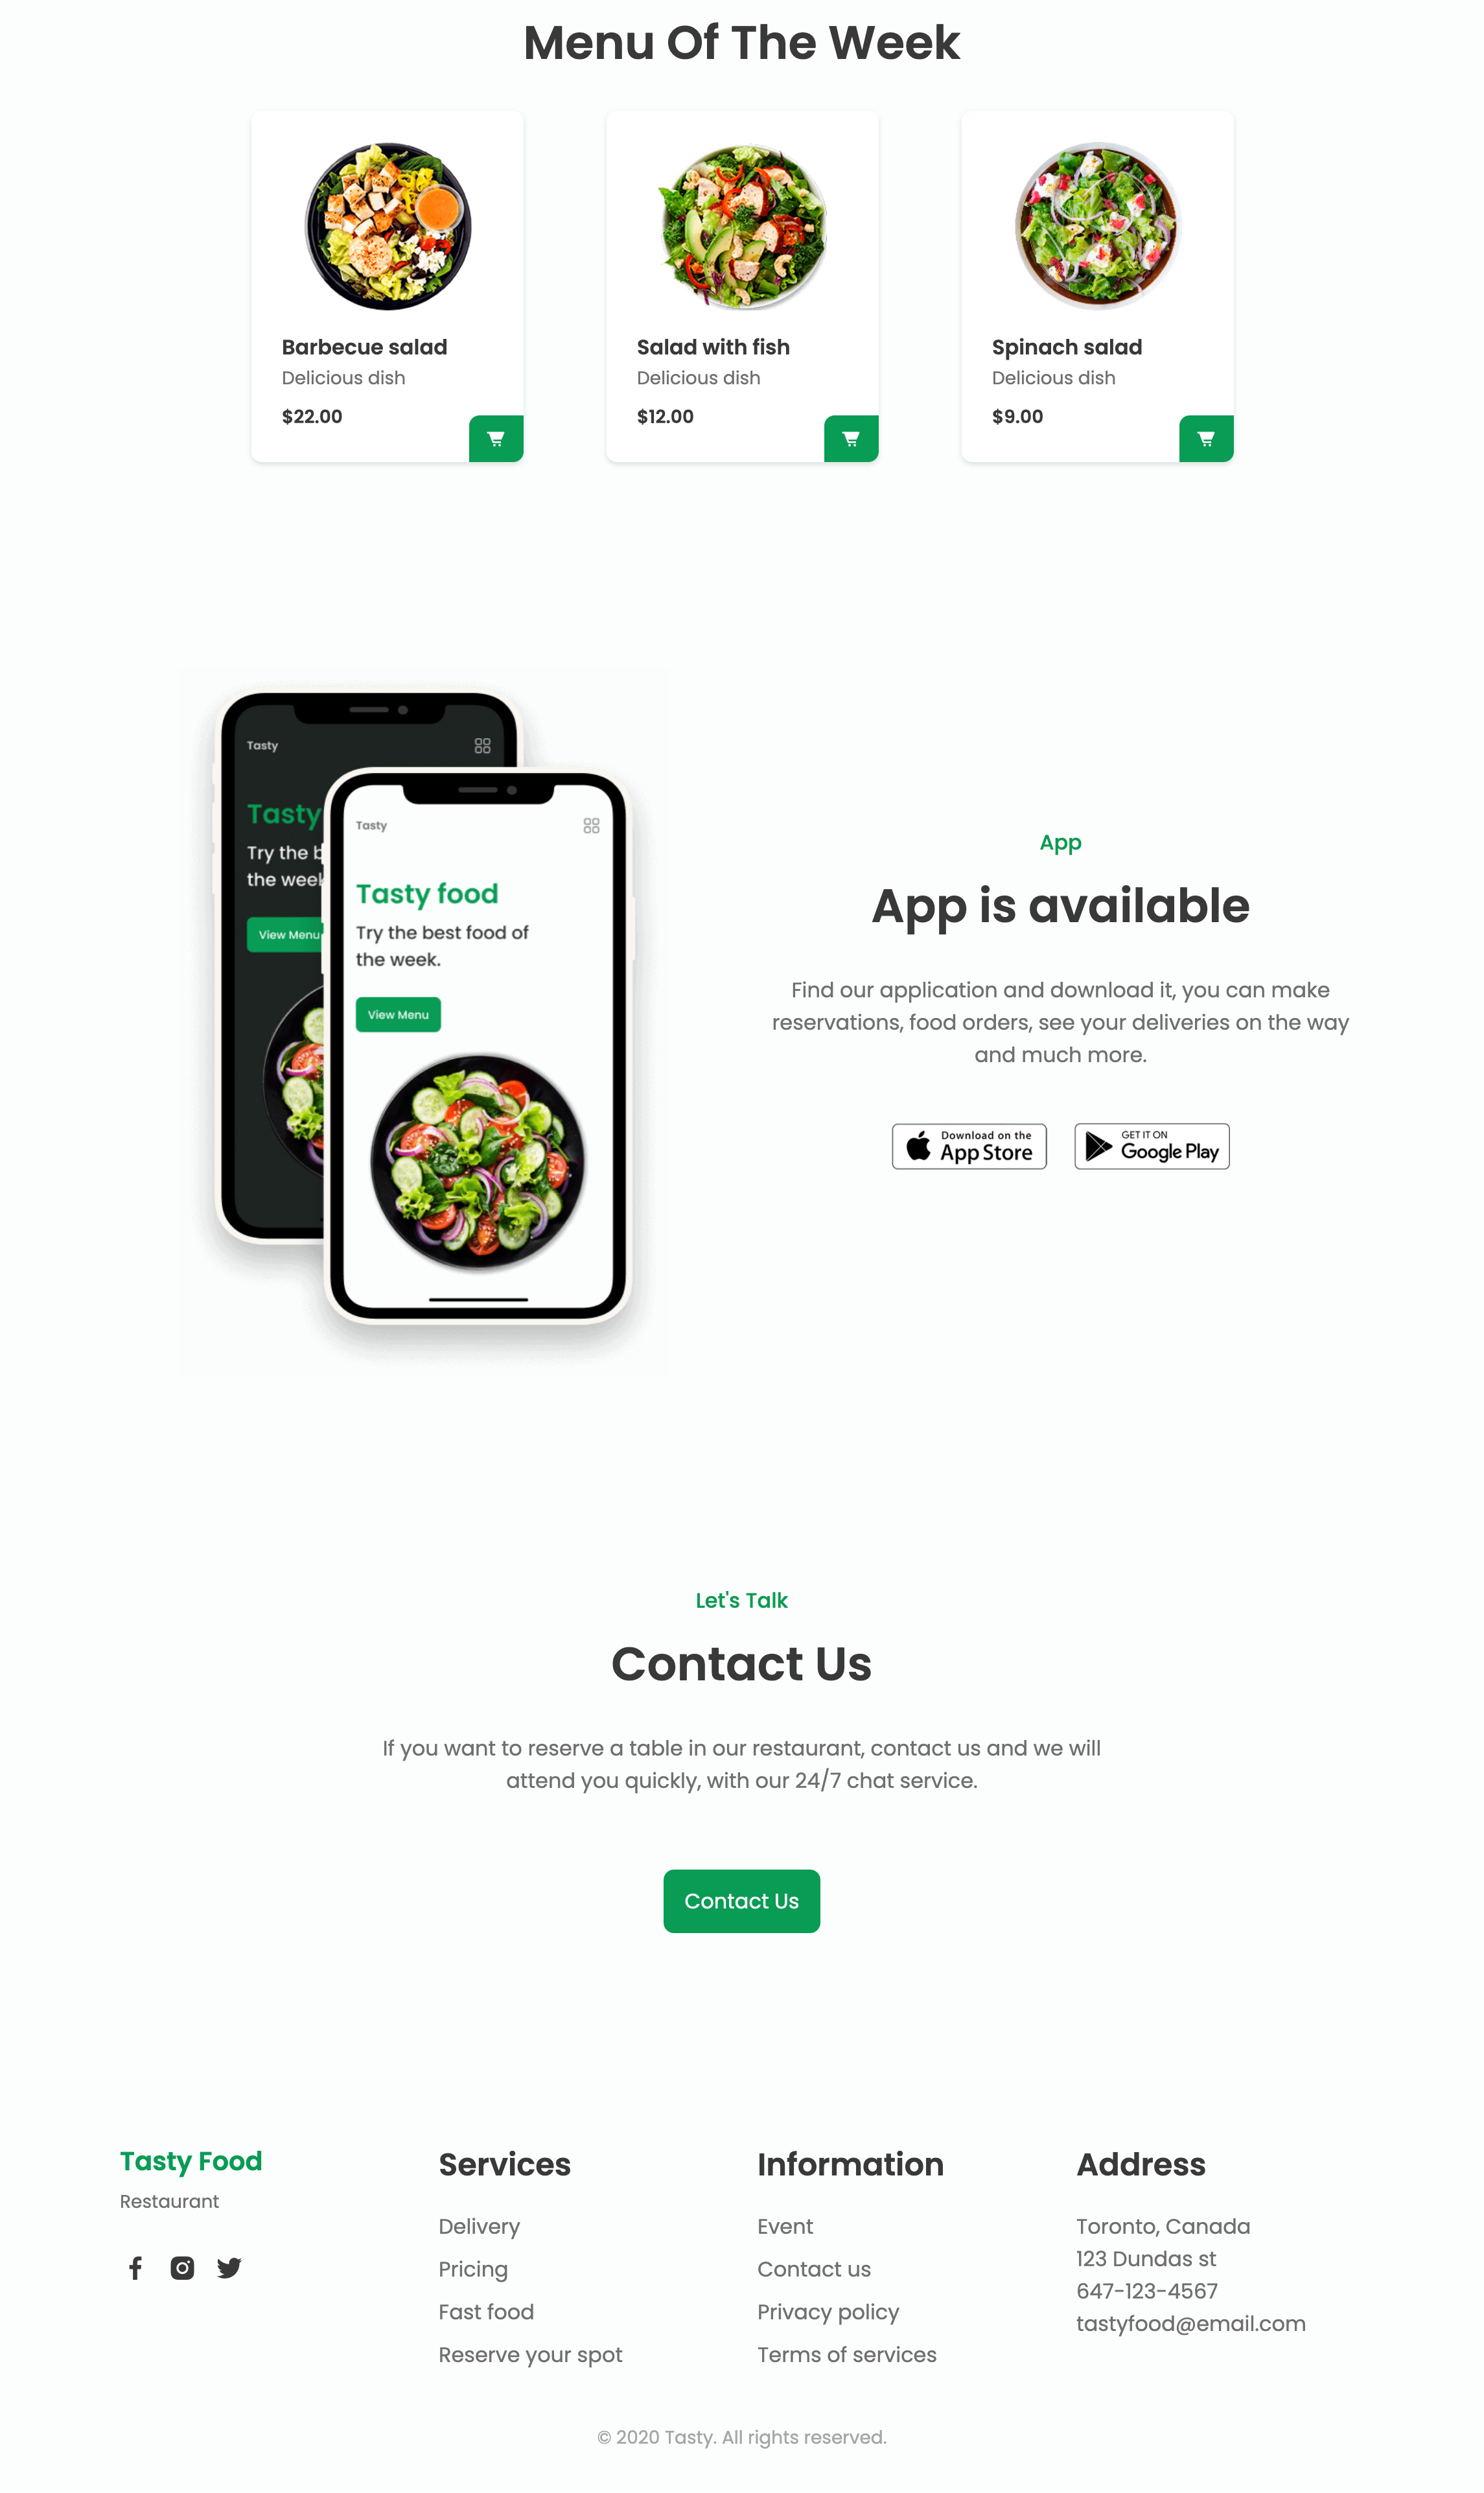 Menu Of The Week
Barbecue salad
Delicious dish
$22.00
Salad with fish
Delicious dish
$12.00
Spinach salad
Delicious dish
$9.00
Tasty
Tasty
Try the b
the week
View Menu
Tasty
Tasty food
Try the best food of
the week.
View Menu
App
App is available
Find our application and download it, you can make
reservations, food orders, see your deliveries on the way
and much more.
Download on the
App Store
GET IT ON
Google Play
Let's Talk
Contact Us
If you want to reserve a table in our restaurant, contact us and we will
attend you quickly, with our 24/7 chat service.
Contact Us
Tasty Food
Restaurant
Services
Delivery
Pricing
Fast food
Reserve your spot
Information
Event
Contact us
Privacy policy
Terms of services
Address
Toronto, Canada
123 Dundas st
647-123-4567
tastyfood@email.com
© 2020 Tasty. All rights reserved.